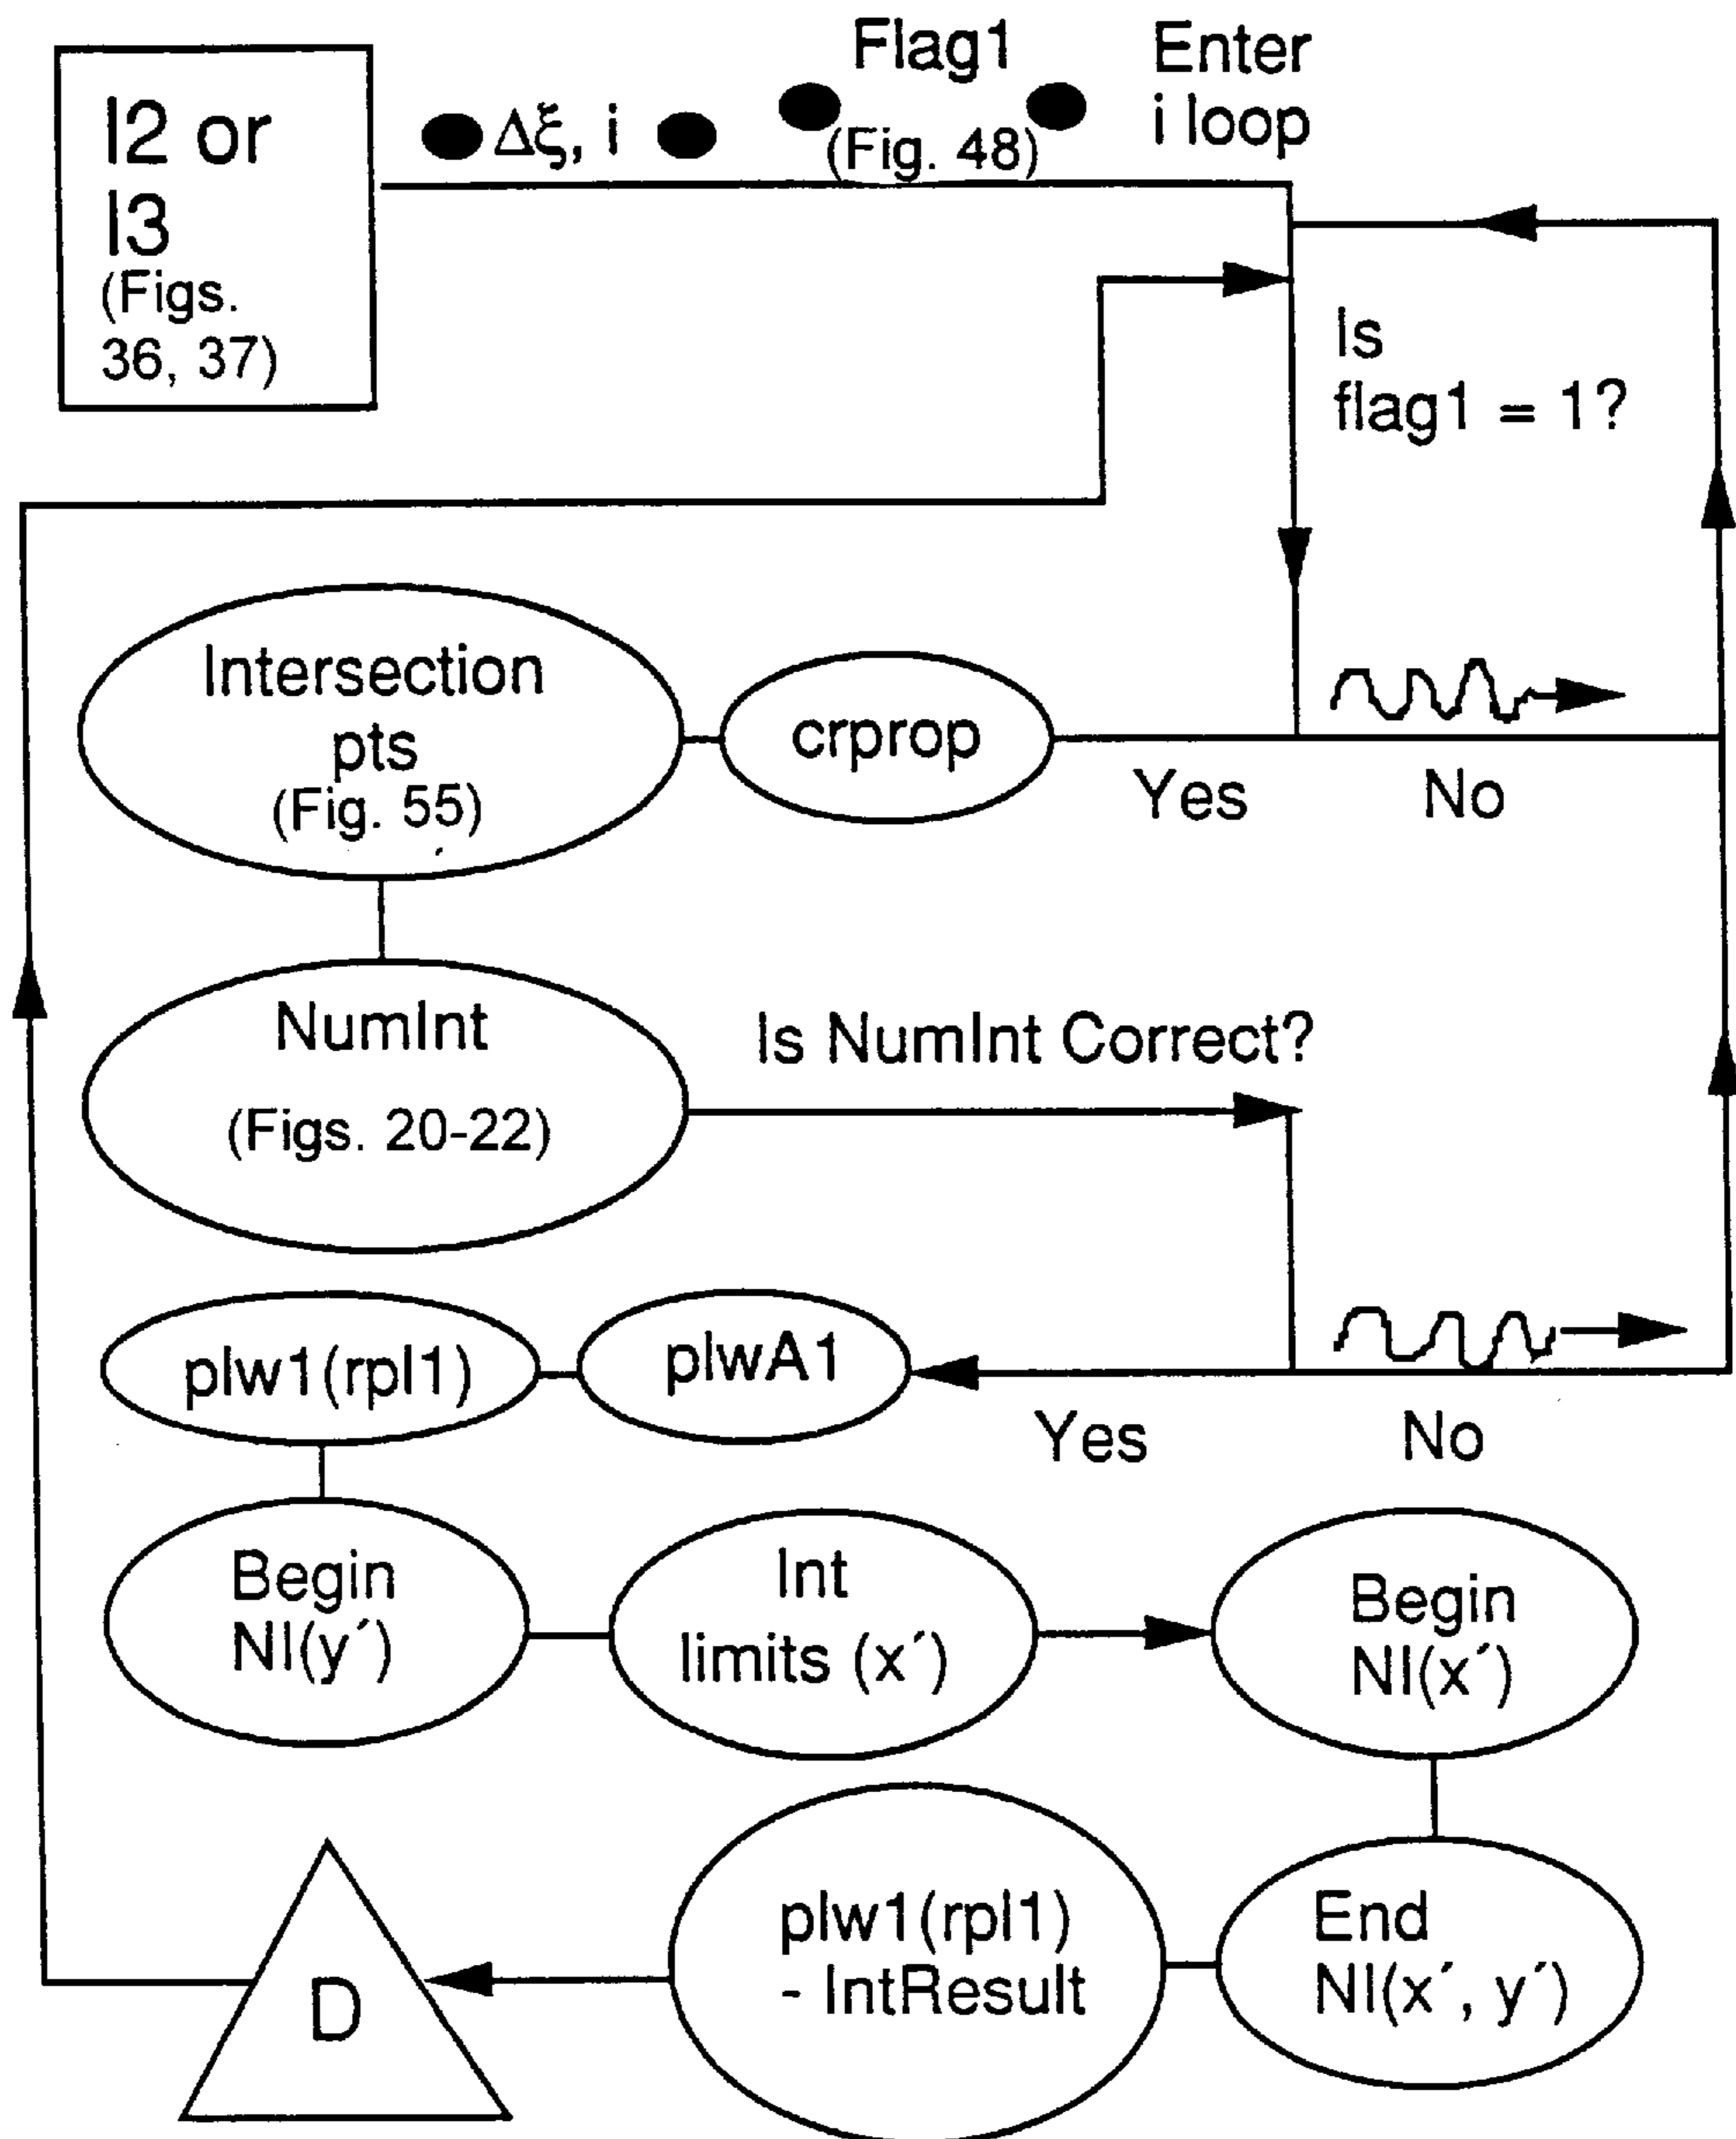 I2 or
I3
(Figs.
36, 37)
Δξ, i
Flag1
(Fig. 48)
Enter
i loop
Is
flag1 = 1?
Intersection
pts
(Fig. 55)
crprop
Yes
No
NumInt
(Figs. 20-22)
Is NumInt Correct?
plw1(rpl1)
plwA1
Yes
No
Begin
NI(y´)
Int
limits (x´)
Begin
NI(x´)
D
plw1(rpl1)
- IntResult
End
NI(x´, y´)